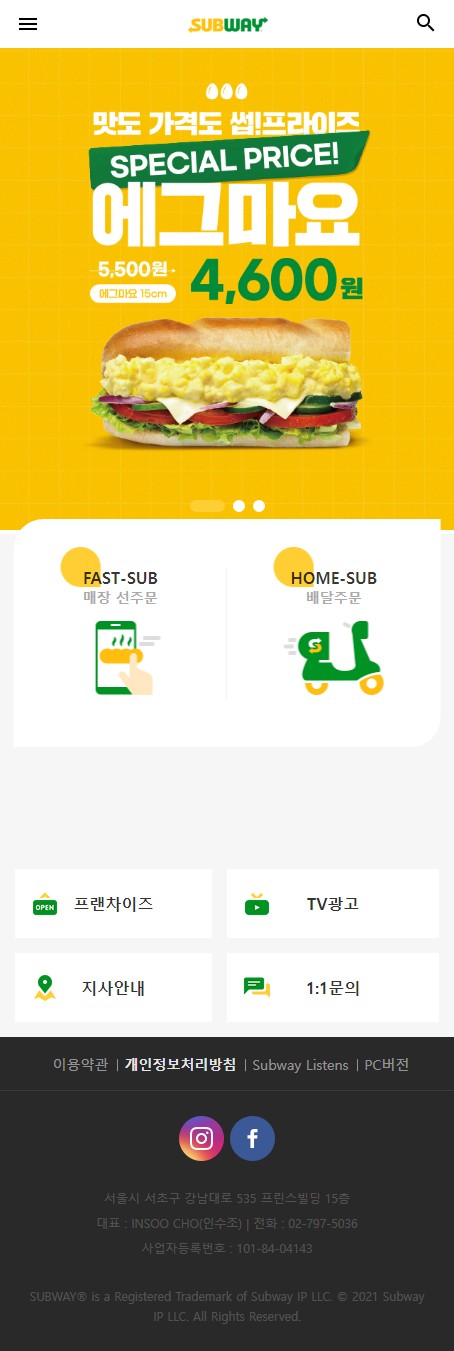 SUBWAY
맛도 가격도 썹!프라이즈
SPECIAL PRICE!
에그마요
5,500원
에그마요 15cm
4,600원
FAST-SUB
매장 선주문
HOME-SUB
배달주문
OPEN
프랜차이즈
TV광고
지사안내
1:1문의
이용약관 | 개인정보처리방침 | Subway Listens | PC버전
서울시 서초구 강남대로 535 프린스빌딩 15층
대표 : INSOO CHO(인수조) | 전화 : 02-797-5036
사업자등록번호 : 101-84-04143
SUBWAY® is a Registered Trademark of Subway IP LLC. © 2021 Subway
IP LLC. All Rights Reserved.